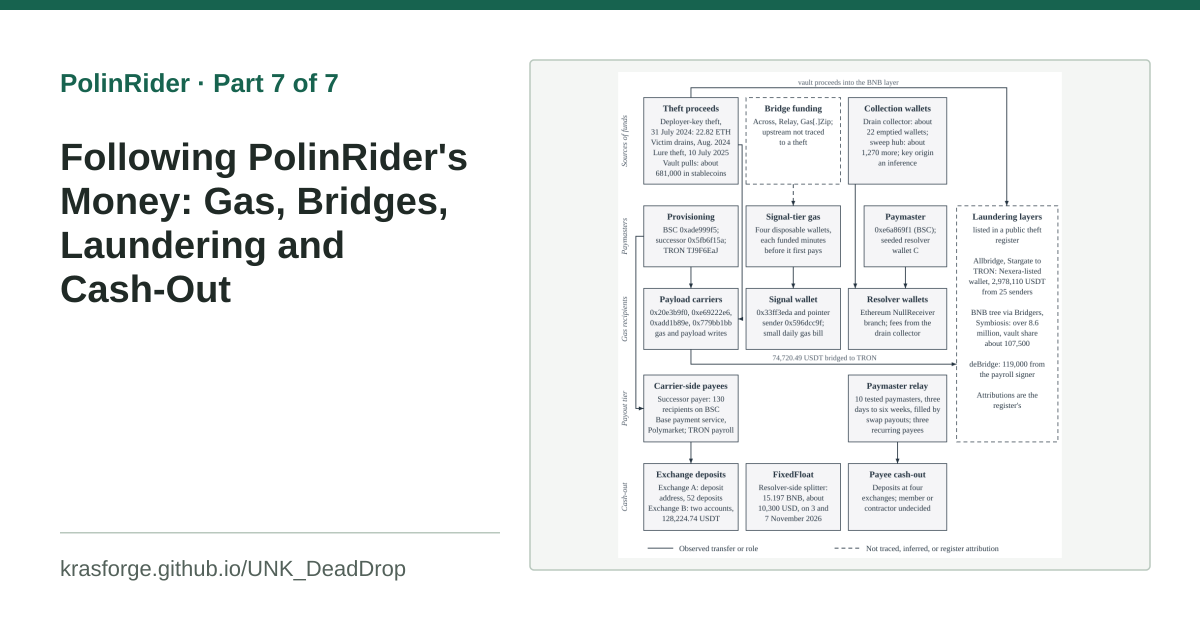 PolinRider · Part 7 of 7
Following PolinRider's
Money: Gas, Bridges,
Laundering and
Cash-Out
krasforge.github.io/UNK_DeadDrop
vault proceeds into the BNB layer
Sources of funds
Theft proceeds
Deployer-key theft,
31 July 2024: 22.82 ETH
Victim drains, Aug. 2024
Lure theft, 10 July 2025
Vault pulls: about
681,000 in stablecoins
Bridge funding
Across, Relay, Gas[.]Zip;
upstream not traced
to a theft
Collection wallets
Drain collector: about
22 emptied wallets;
sweep hub: about
1,270 more; key origin
an inference
Paymasters
Provisioning
BSC 0xade999f5;
successor 0x5fb6f15a;
TRON TJ9F6EaJ
Signal-tier gas
Four disposable wallets,
each funded minutes
before it first pays
Paymaster
0xe6a869f1 (BSC);
seeded resolver
wallet C
Laundering layers
listed in a public theft
register
Allbridge, Stargate to
TRON: Nexera-listed
wallet, 2,978,110 USDT
from 25 senders
BNB tree via Bridgers,
Symbiosis: over 8.6
million, vault share
about 107,500
deBridge: 119,000 from
the payroll signer
Attributions are the
register's
Gas recipients
Payload carriers
0x20e3b9f0, 0xe69222e6,
0xadd1b89e, 0x779bb1bb
gas and payload writes
Signal wallet
0x33ff3eda and pointer
sender 0x596dcc9f;
small daily gas bill
Resolver wallets
Ethereum NullReceiver
branch; fees from the
drain collector
74,720.49 USDT bridged to TRON
Payout tier
Carrier-side payees
Successor payer: 130
recipients on BSC
Base payment service,
Polymarket; TRON payroll
Paymaster relay
10 tested paymasters, three
days to six weeks, filled by
swap payouts; three
recurring payees
Cash-out
Exchange deposits
Exchange A: deposit
address, 52 deposits
Exchange B: two accounts,
128,224.74 USDT
FixedFloat
Resolver-side splitter:
15.197 BNB, about
10,300 USD, on 3 and
7 November 2026
Payee cash-out
Deposits at four
exchanges; member or
contractor undecided
Observed transfer or role
Not traced, inferred, or register attribution